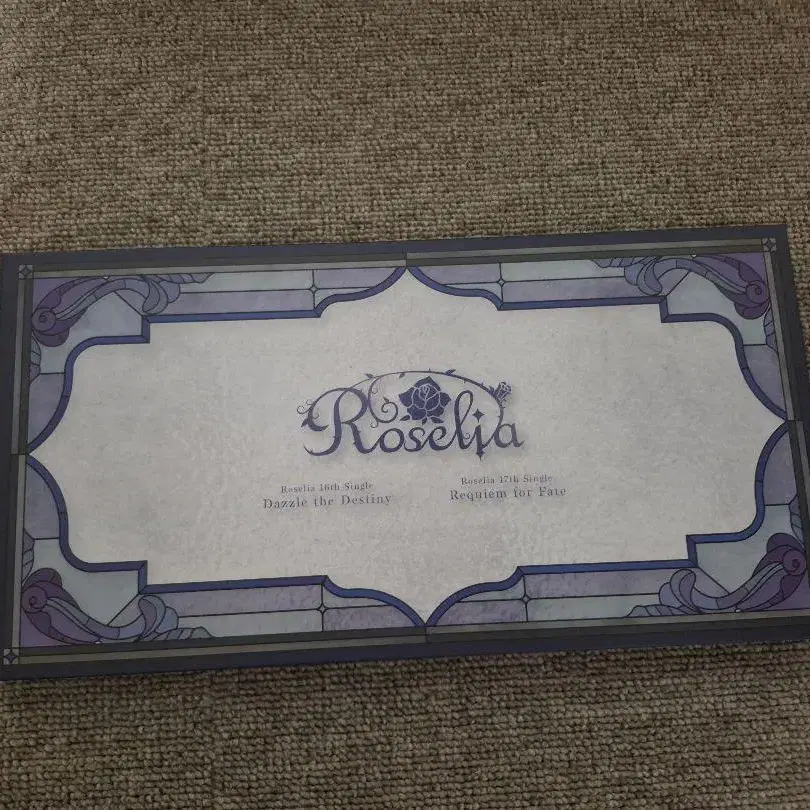 Roselia
Roselia 16th Single
Dazzle the Destiny
Roselia 17th Single
Requiem for Fate